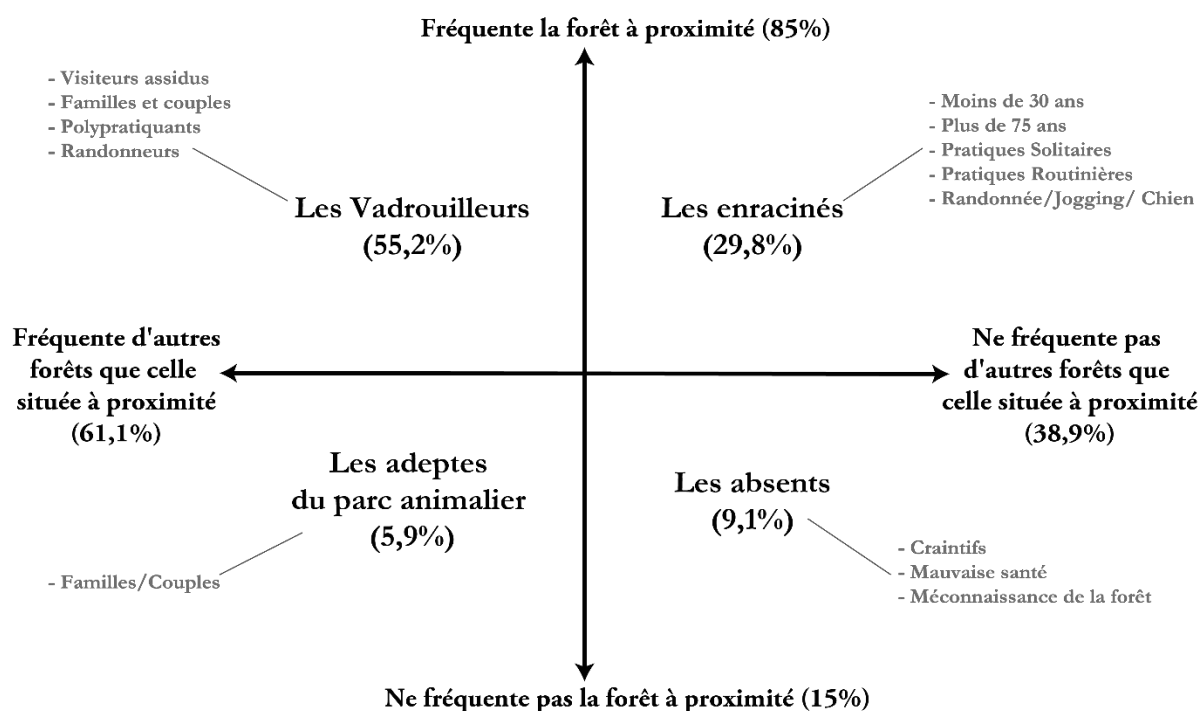 Fréquente la forêt à proximité (85%)
- Visiteurs assidus
- Familles et couples
- Polypratiquants
- Randonneurs
- Moins de 30 ans
- Plus de 75 ans
- Pratiques Solitaires
- Pratiques Routinières
- Randonnée/Jogging/ Chien
Les Vadrouilleurs
(55,2%)
Les enracinés
(29,8%)
Fréquente d'autres
forêts que celle
située à proximité
(61,1%)
Ne fréquente pas
d'autres forêts que
celle située à proximité
(38,9%)
Les adeptes
du parc animalier
(5,9%)
Les absents
(9,1%)
- Familles/Couples
- Craintifs
- Mauvaise santé
- Méconnaissance de la forêt
Ne fréquente pas la forêt à proximité (15%)